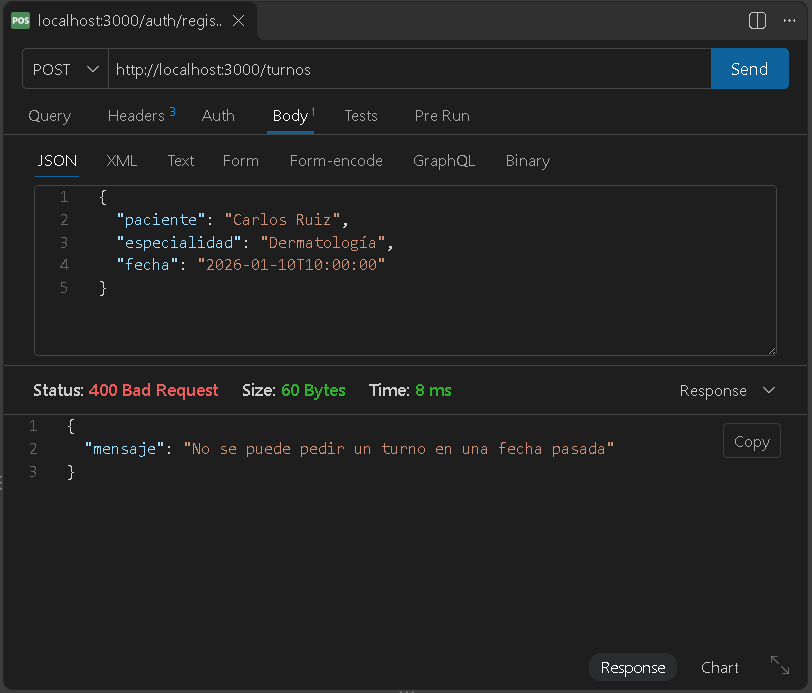 POS localhost:3000/auth/regis..
POST http://localhost:3000/turnos Send
Query Headers 3 Auth Body 1 Tests Pre Run
JSON XML Text Form Form-encode GraphQL Binary
1 {
2 "paciente": "Carlos Ruiz",
3 "especialidad": "Dermatología",
4 "fecha": "2026-01-10T10:00:00"
5 }
Status: 400 Bad Request Size: 60 Bytes Time: 8 ms Response
1 {
2 "mensaje": "No se puede pedir un turno en una fecha pasada"
3 }
Copy
Response Chart